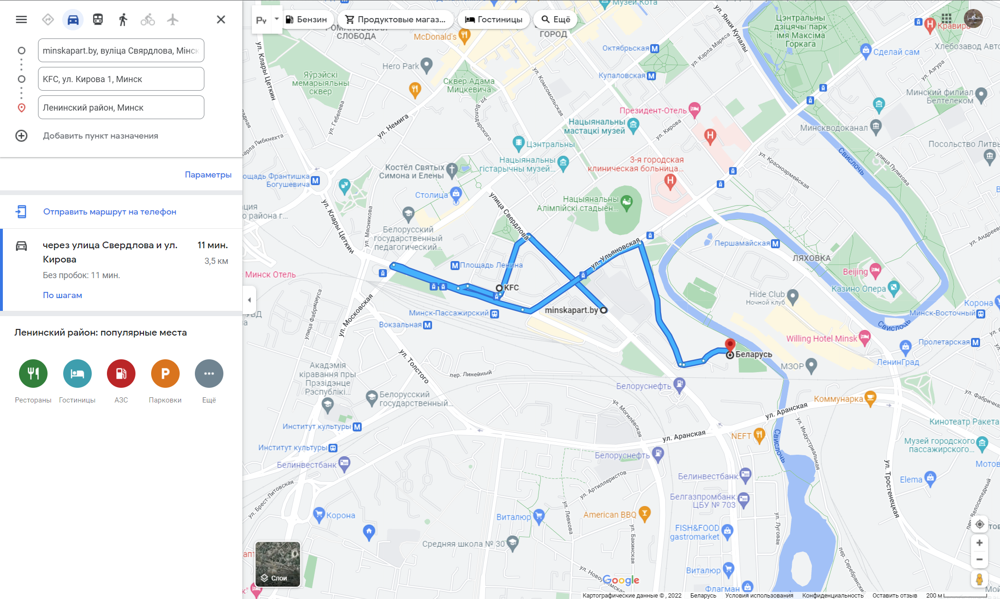 minskapart.by, вуліца Свярдлова, Мінск
KFC, ул. Кирова 1, Минск
Ленинский район, Минск
Добавить пункт назначения
Параметры
Отправить маршрут на телефон
через улица Свердлова и ул.
Кирова
11 мин.
3,5 км
Без пробок: 11 мин.
По шагам
Ленинский район: популярные места
Рестораны
Гостиницы
АЗС
Парковки
Ещё
Ру
Бензин
Продуктовые магаз...
Гостиницы
Ещё
Музей Кота
СЛОБОДА
McDonald's
ГОРОД
Октябрьская
ул. Янки Купалы
Цэнтральны
дзіцячы парк
імя Максіма
Горкага
Кравира
Хлебозавод Авто
Сделай сам
ул. Карла Маркса
ул. Клары Цеткин
Hero Park
Купаловская
ул. Комсомольская
ул. Азгура
Яўрэйскі
мемарыяльны
сквер
Сквер Адама
Мицкевича
Минский филиал
Белтелеком
ул. Гебелева
ул. Володарского
ул. Немига
Президент-Отель
Нацыянальны
мастацкі музей
ул. Кирова
Минскводоканал
Посольство Литвы
Карла Либкнехта
Цэнтральны
Нацыянальны
гістарычны музей...
3-я городская
клиническая больница...
ул. Красноармейская
Свислочь
ул. Пулихова
Костёл Святых
Симона и Елены
Площадь Франтишка
Богушевича
Столица
улица Свердлова
Нацыянальны
Алімпійскі стадыён...
о района г...
ул. Клары Цеткин
ул. Мясникова
Белорусский
государственный
педагогический...
ул. Ульяновская
Першамайская
ул. Андреевская
ЛЯХОВКА
Минск Отель
Площадь Ленина
Beijing
KFC
Казино Опера
Hide Club
Ночной клуб
Корона
minskapart.by
Минск-Восточный
Минск-Пассажирский
Вокзальная
улица Фабрициуса
ул. Московская
Свислочь
Willing Hotel Minsk
Пролетарская
Беларусь
ЛенинГрад
МЗОР
ул. Толстого
пер. Линейный
Акадэмія
кіравання пры
Прэзідэнце
Рэспублікі...
Белоруснефть
Белорусский
государственный...
Коммунарка
ул. Фабричная
ул. Могилёвская
ул. Аранская
Кинотеатр Ракета
ул. Аранская
Институт культуры
NEFT
Свислочь
ул. Индустриальная
Музей городского
пассажирского...
Институт культуры
Белинвестбанк
Белоруснефть
ул. Тростенецкая
Мотов
Белинвестбанк
Elema
ул. Артиллеристов
ул. Брест-Литовская
Белгазпромбанк
ЦБУ № 703
ул. Левкова
пер. Велосипедный
Корона
Виталюр
American BBQ
ул. Бакинская
ул. Луговая
FISH&FOOD
gastromarket
Средняя школа № 30
пер. Серебрянский
Виталюр
Слои
Google
Флагман
Картографические данные © , 2022
Беларусь
Условия использования
Конфиденциальность
Оставить отзыв
200 м